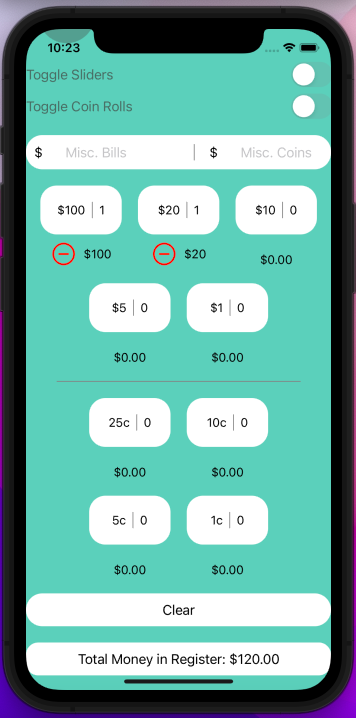 10:23
Toggle Sliders
Toggle Coin Rolls
$ Misc. Bills | $ Misc. Coins
$100 | 1 $20 | 1 $10 | 0
$100 $20 $0.00
$5 | 0 $1 | 0
$0.00 $0.00
25c | 0 10c | 0
$0.00 $0.00
5c | 0 1c | 0
$0.00 $0.00
Clear
Total Money in Register: $120.00